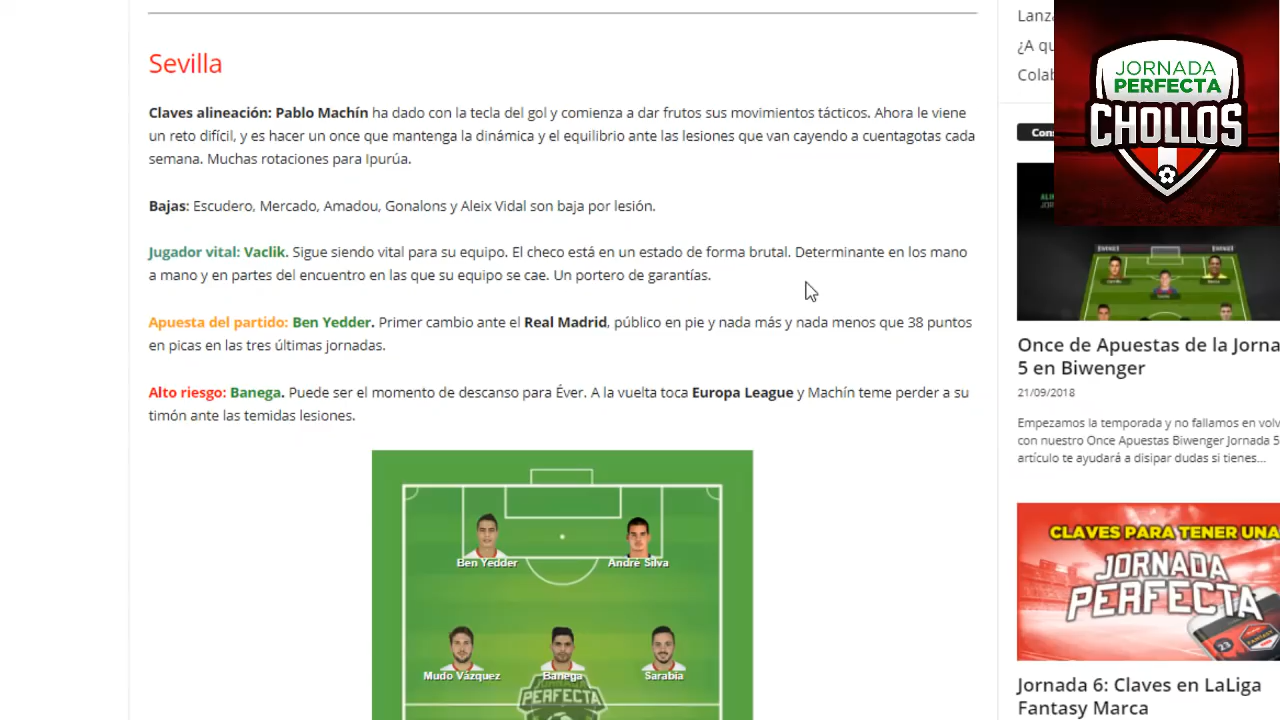 Sevilla
Claves alineación: Pablo Machín ha dado con la tecla del gol y comienza a dar frutos sus movimientos tácticos. Ahora le viene
un reto difícil, y es hacer un once que mantenga la dinámica y el equilibrio ante las lesiones que van cayendo a cuentagotas cada
semana. Muchas rotaciones para Ipurúa.
Bajas: Escudero, Mercado, Amadou, Gonalons y Aleix Vidal son baja por lesión.
Jugador vital: Vaclik. Sigue siendo vital para su equipo. El checo está en un estado de forma brutal. Determinante en los mano
a mano y en partes del encuentro en las que su equipo se cae. Un portero de garantías.
Apuesta del partido: Ben Yedder. Primer cambio ante el Real Madrid, público en pie y nada más y nada menos que 38 puntos
en picas en las tres últimas jornadas.
Alto riesgo: Banega. Puede ser el momento de descanso para Éver. A la vuelta toca Europa League y Machín teme perder a su
timón ante las temidas lesiones.
Ben Yedder
André Silva
Mudo Vázquez
Banega
Sarabia
JORNADA
PERFECTA
Lanza
¿A qu
Colab
JORNADA
PERFECTA
CHOLLOS
Cons
Once de Apuestas de la Jorna
5 en Biwenger
21/09/2018
Empezamos la temporada y no fallamos en volv
con nuestro Once Apuestas Biwenger Jornada 5
artículo te ayudará a disipar dudas si tienes...
CLAVES PARA TENER UNA
JORNADA
PERFECTA
23
Jornada 6: Claves en LaLiga
Fantasy Marca